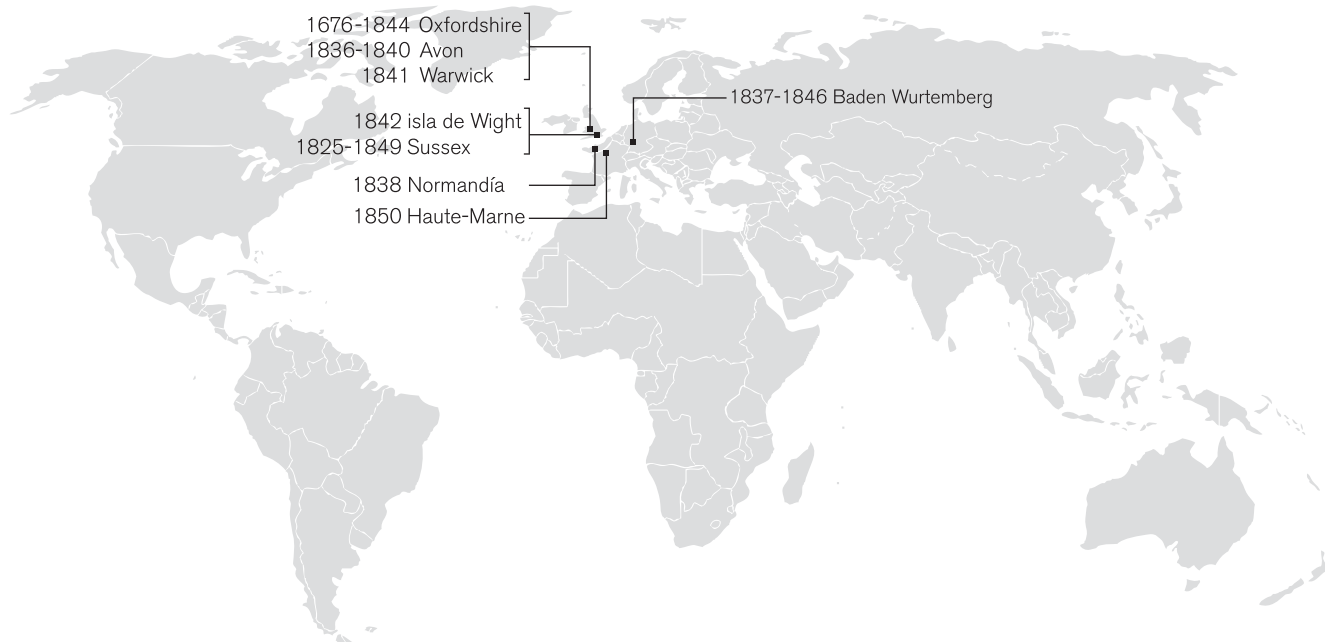 1676-1844 Oxfordshire
1836-1840 Avon
1841 Warwick
1842 isla de Wight
1825-1849 Sussex
1838 Normandía
1850 Haute-Marne
1837-1846 Baden Wurtemberg